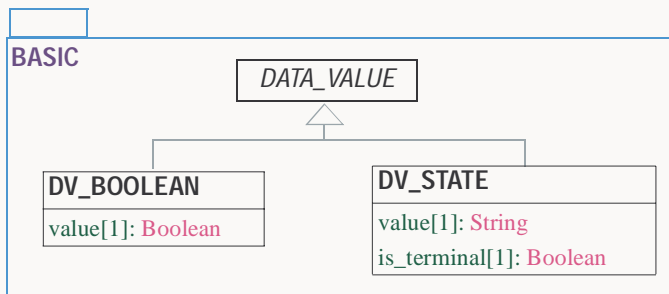 BASIC
DATA_VALUE
DV_BOOLEAN
value[1]: Boolean
DV_STATE
value[1]: String
is_terminal[1]: Boolean